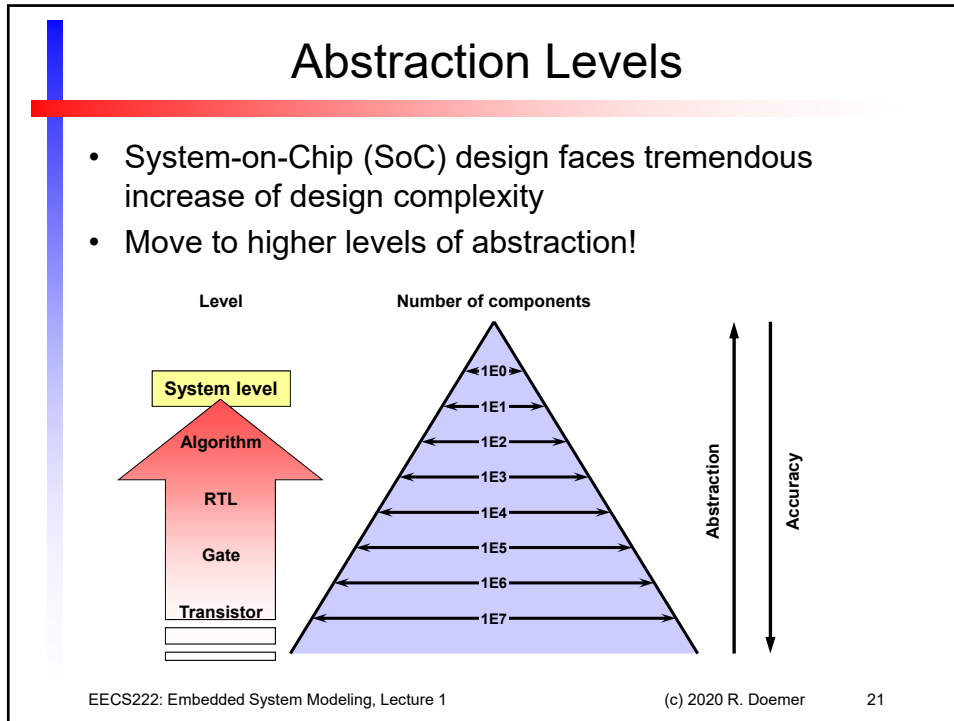 Abstraction Levels
• System-on-Chip (SoC) design faces tremendous
increase of design complexity
• Move to higher levels of abstraction!
Level
Number of components
System level
Algorithm
RTL
Gate
Transistor
1E0
1E1
1E2
1E3
1E4
1E5
1E6
1E7
Abstraction
Accuracy
EECS222: Embedded System Modeling, Lecture 1
(c) 2020 R. Doemer
21